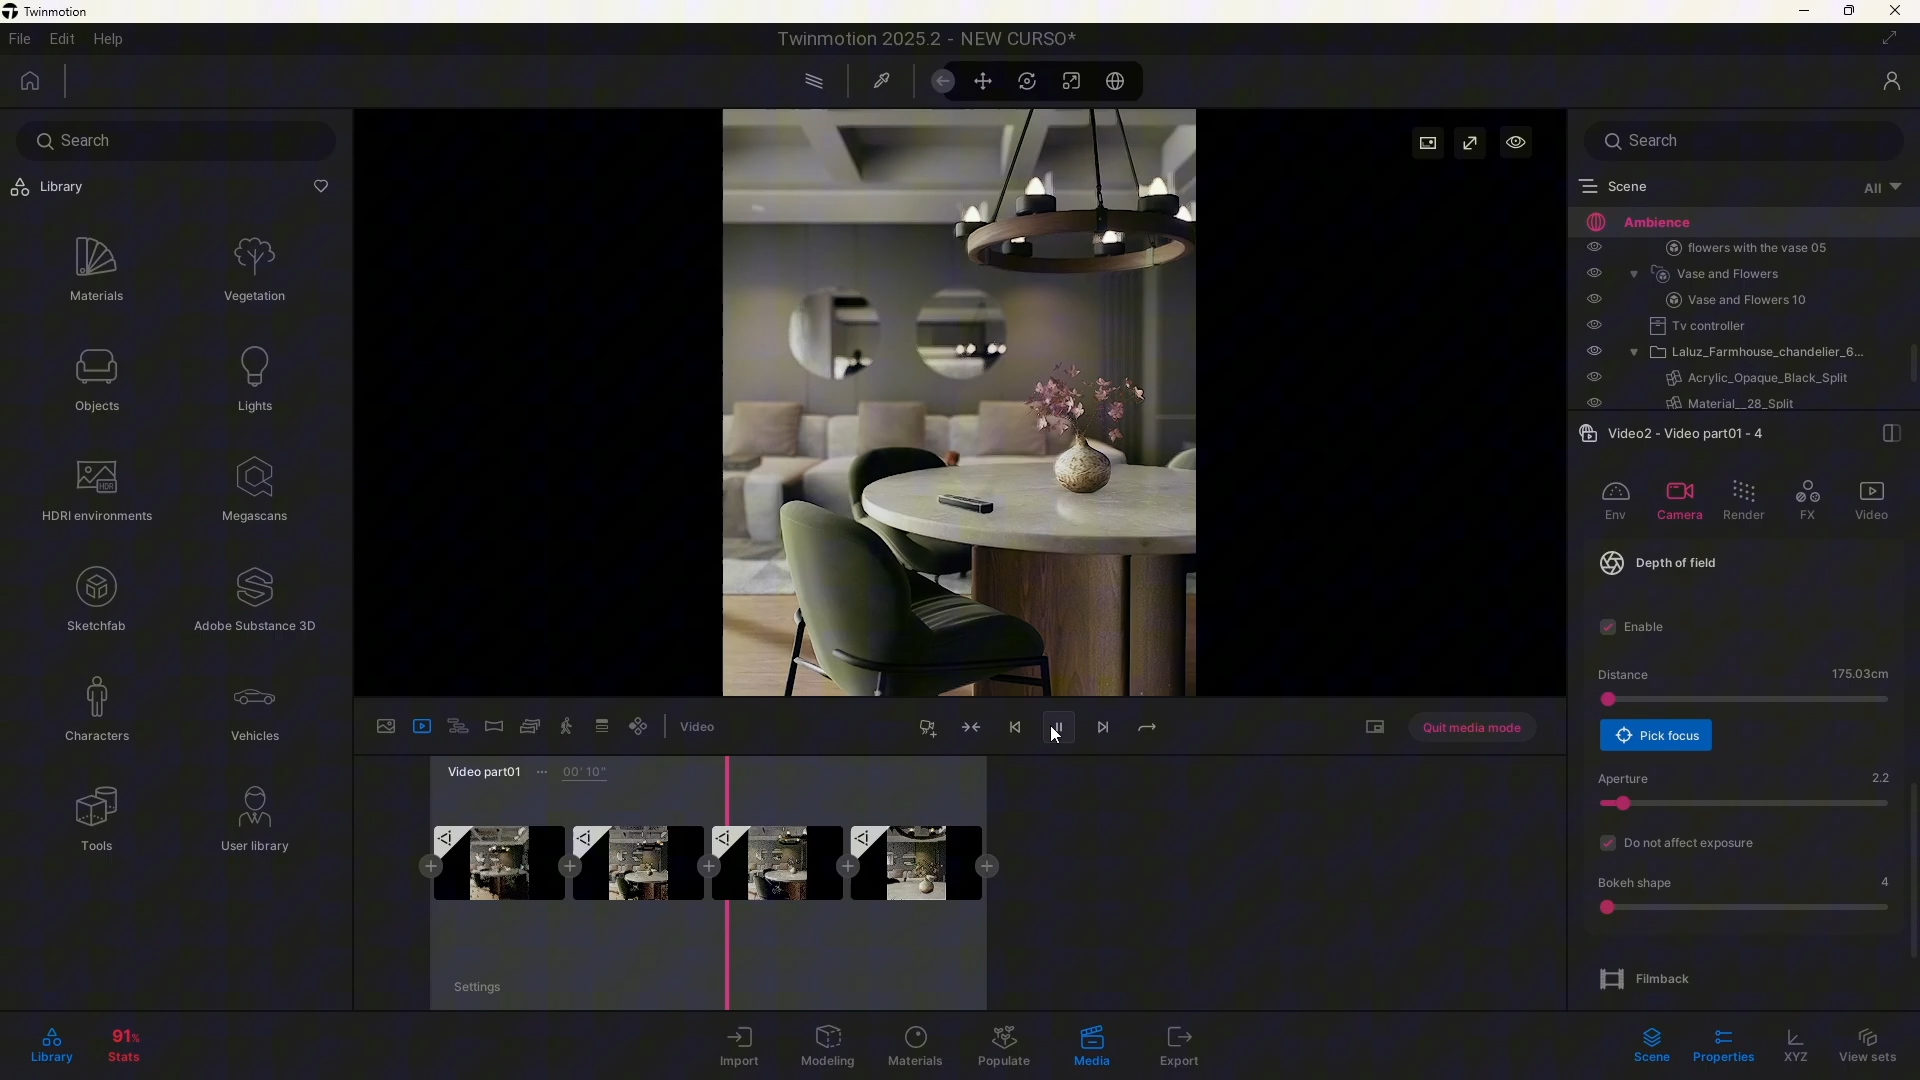 Twinmotion
File Edit Help
Twinmotion 2025.2 - NEW CURSO*
Search
Library
Materials
Vegetation
Objects
Lights
HDR
HDRI environments
Megascans
Sketchfab
Adobe Substance 3D
Characters
Vehicles
Tools
User library
Search
Scene
All
Ambience
flowers with the vase 05
Vase and Flowers
Vase and Flowers 10
Tv controller
Laluz_Farmhouse_chandelier_6...
Acrylic_Opaque_Black_Split
Material__28_Split
Video2 - Video part01 - 4
Env Camera Render FX Video
Depth of field
Enable
Distance 175.03cm
Pick focus
Aperture 2.2
Do not affect exposure
Bokeh shape 4
Filmback
Video
Quit media mode
Video part01 ... 00' 10"
Settings
Library
91%
Stats
Import Modeling Materials Populate Media Export
Scene Properties XYZ View sets